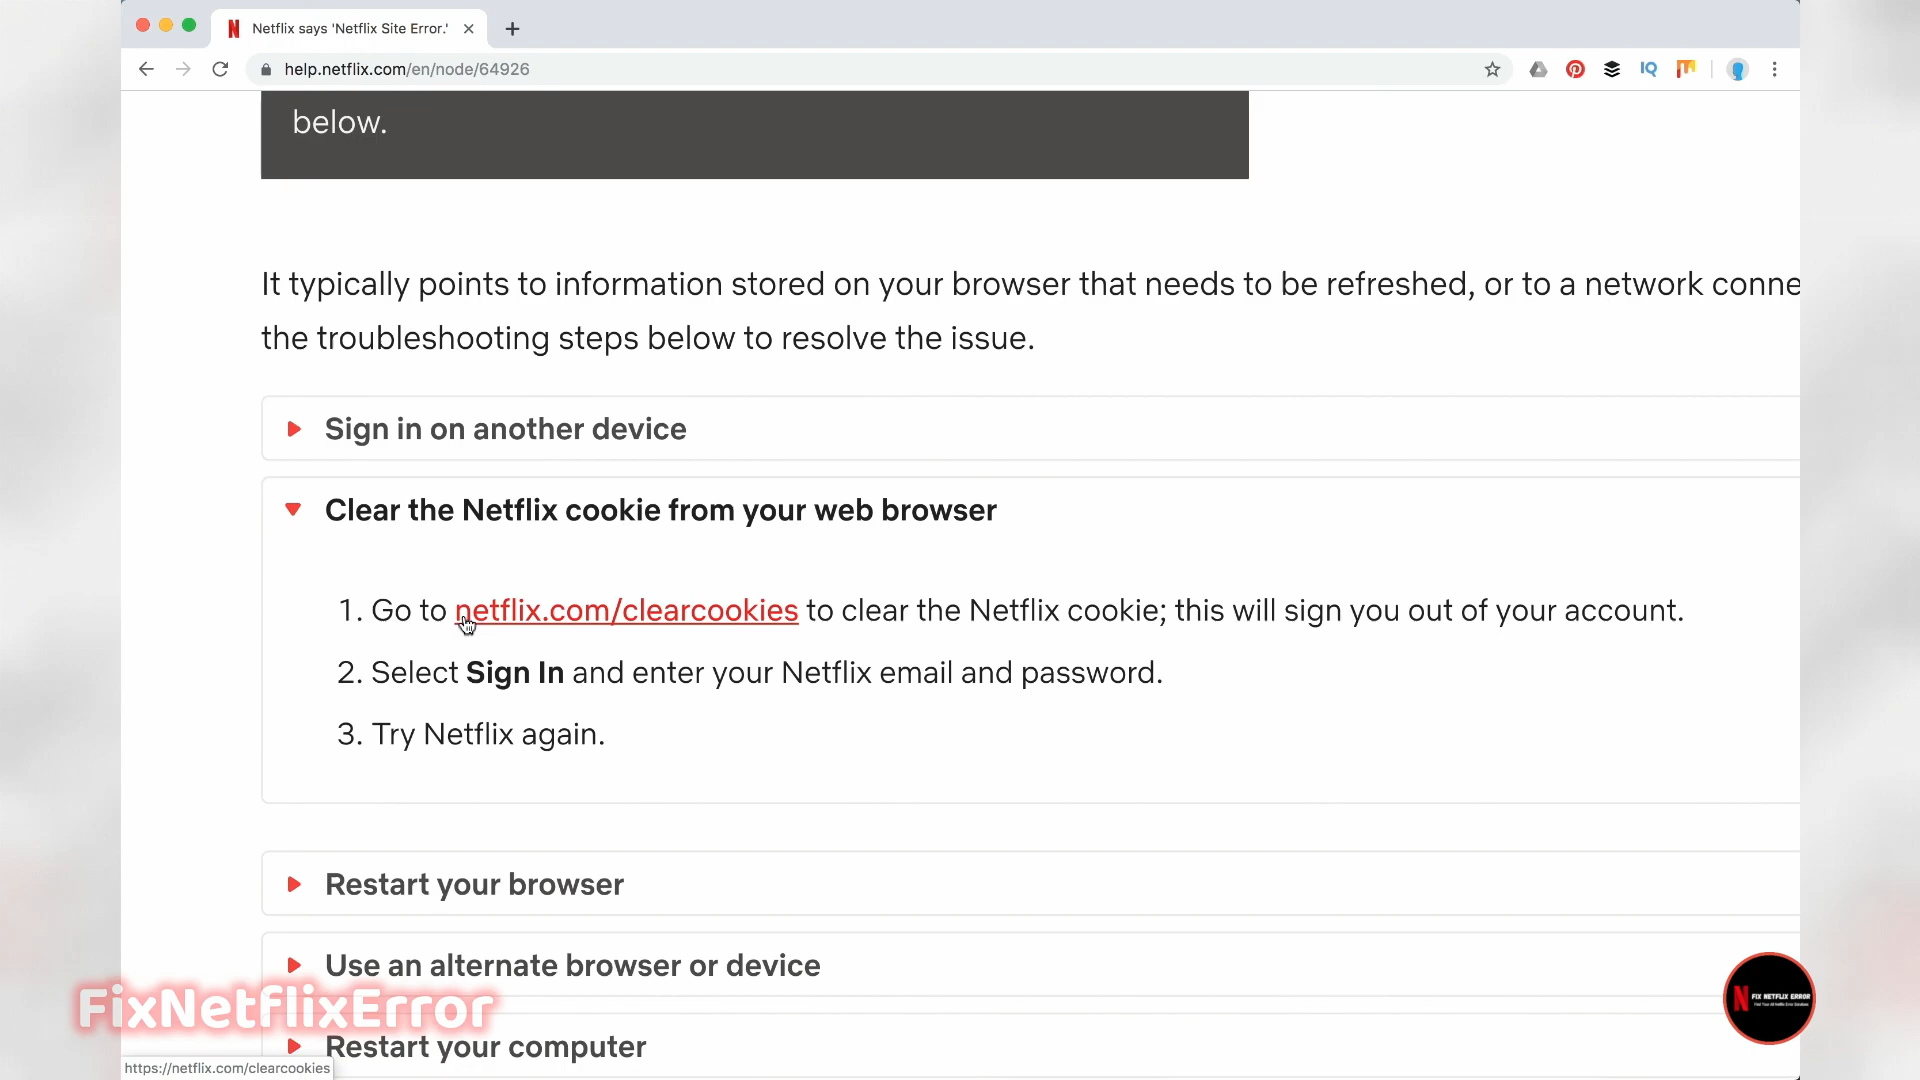 Netflix says 'Netflix Site Error.'
help.netflix.com/en/node/64926
IQ
below.
It typically points to information stored on your browser that needs to be refreshed, or to a network conne
the troubleshooting steps below to resolve the issue.
Sign in on another device
Clear the Netflix cookie from your web browser
1. Go to netflix.com/clearcookies to clear the Netflix cookie; this will sign you out of your account.
2. Select Sign In and enter your Netflix email and password.
3. Try Netflix again.
Restart your browser
Use an alternate browser or device
N FIX NETFLIX ERROR
FixNetflixError
Restart your computer
https://netflix.com/clearcookies